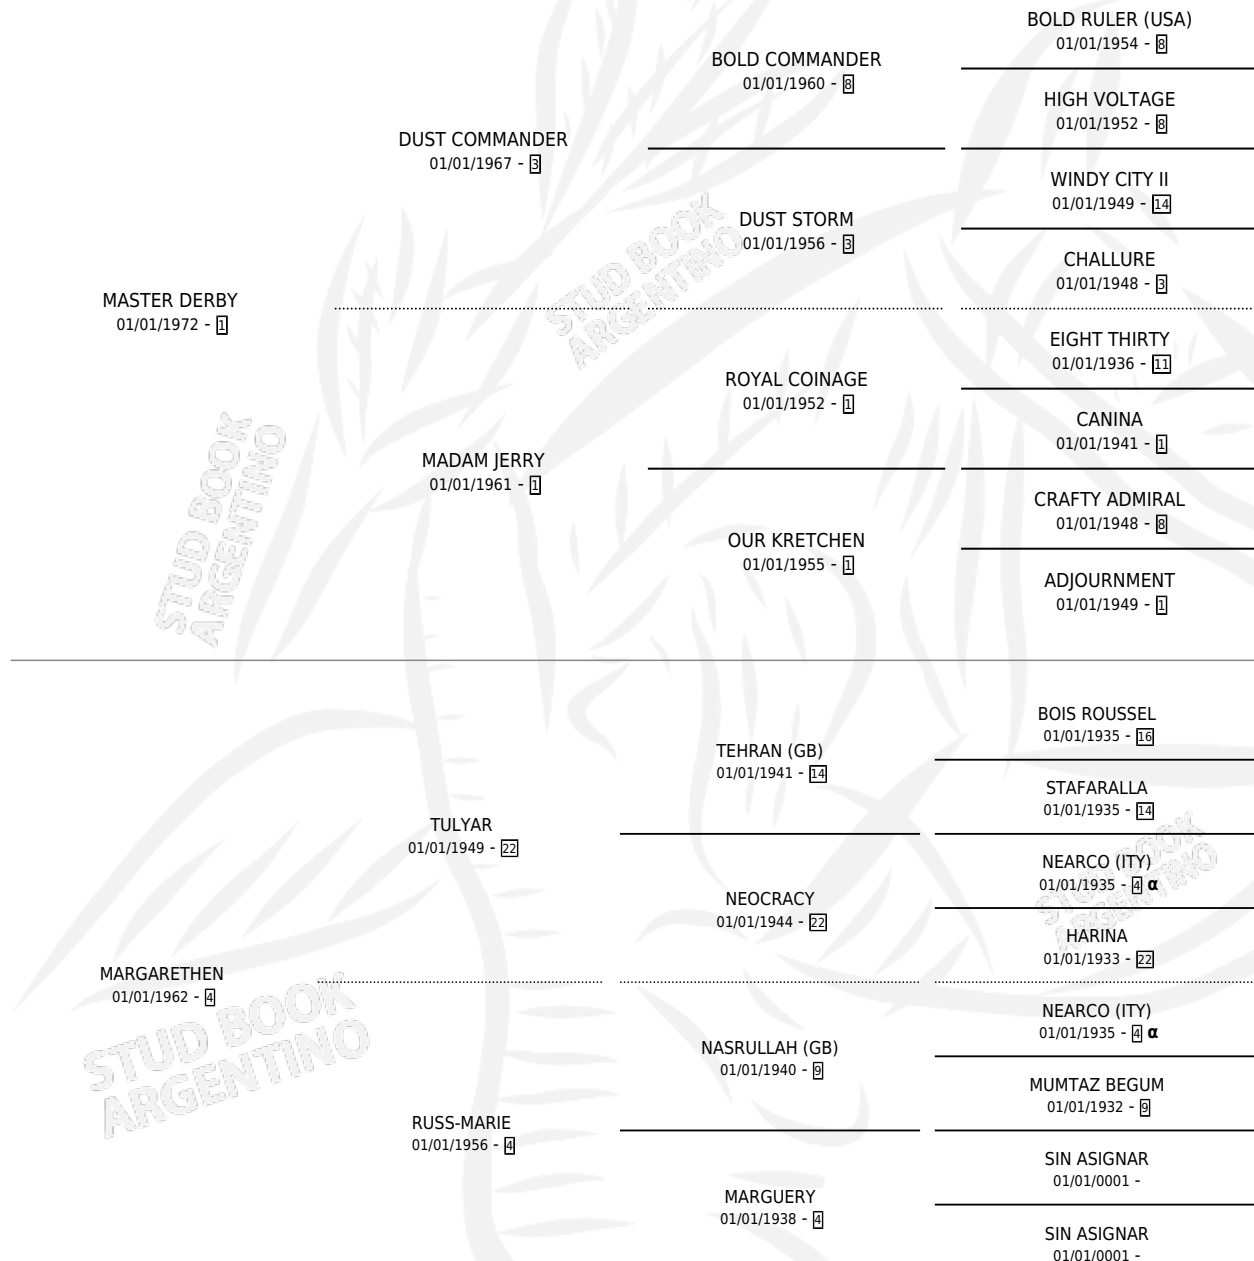 BOLD RULER (USA)
01/01/1954 - 8
BOLD COMMANDER
01/01/1960 - 8
HIGH VOLTAGE
01/01/1952 - 8
DUST COMMANDER
01/01/1967 - 3
WINDY CITY II
01/01/1949 - 14
DUST STORM
01/01/1956 - 3
CHALLURE
01/01/1948 - 3
MASTER DERBY
01/01/1972 - 1
EIGHT THIRTY
01/01/1936 - 11
ROYAL COINAGE
01/01/1952 - 1
CANINA
01/01/1941 - 1
MADAM JERRY
01/01/1961 - 1
CRAFTY ADMIRAL
01/01/1948 - 8
OUR KRETCHEN
01/01/1955 - 1
ADJOURNMENT
01/01/1949 - 1
BOIS ROUSSEL
01/01/1935 - 16
TEHRAN (GB)
01/01/1941 - 14
STAFARALLA
01/01/1935 - 14
TULYAR
01/01/1949 - 22
NEARCO (ITY)
01/01/1935 - 4 α
NEOCRACY
01/01/1944 - 22
HARINA
01/01/1933 - 22
MARGARETHEN
01/01/1962 - 4
NEARCO (ITY)
01/01/1935 - 4 α
NASRULLAH (GB)
01/01/1940 - 9
MUMTAZ BEGUM
01/01/1932 - 9
RUSS-MARIE
01/01/1956 - 4
SIN ASIGNAR
01/01/0001 -
MARGUERY
01/01/1938 - 4
SIN ASIGNAR
01/01/0001 -
STUD BOOK
ARGENTINO
STUD BOOK
ARGENTINO
STUD BOOK
ARGENTINO
STUD BOOK
ARGENTINO